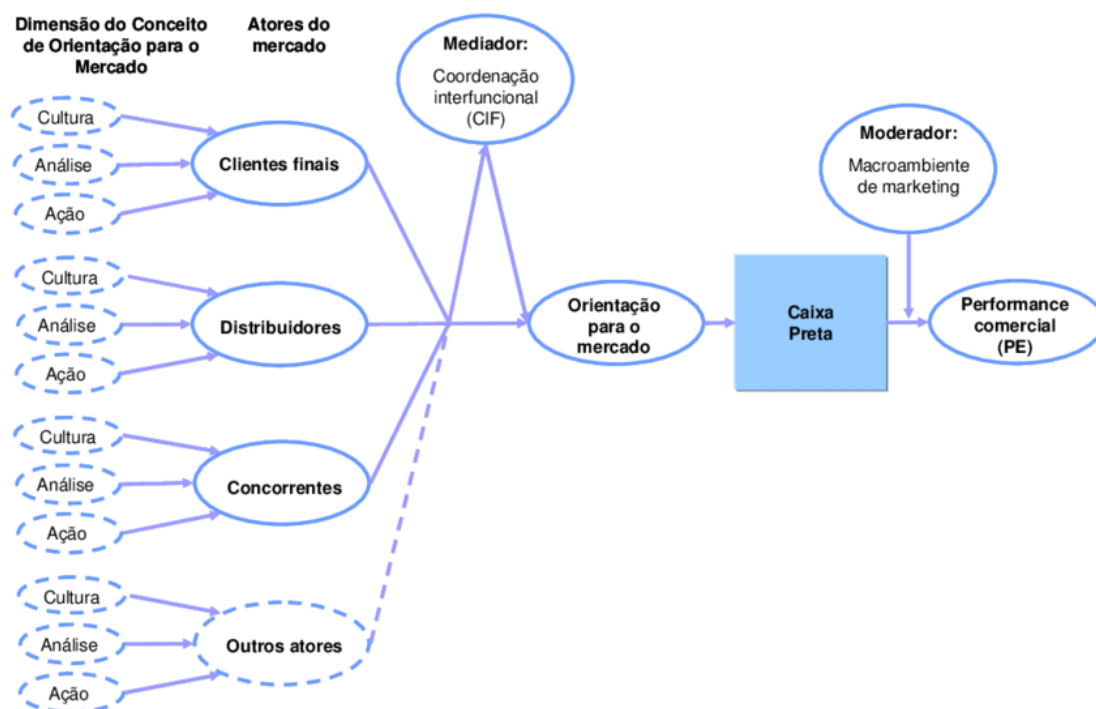 Dimensão do Conceito
de Orientação para o
Mercado
Atores do
mercado
Mediador:
Coordenação
interfuncional
(CIF)
Moderador:
Macroambiente
de marketing
Cultura
Análise
Ação
Clientes finais
Cultura
Análise
Ação
Distribuidores
Orientação
para o
mercado
Caixa
Preta
Performance
comercial
(PE)
Cultura
Análise
Ação
Concorrentes
Cultura
Análise
Ação
Outros atores